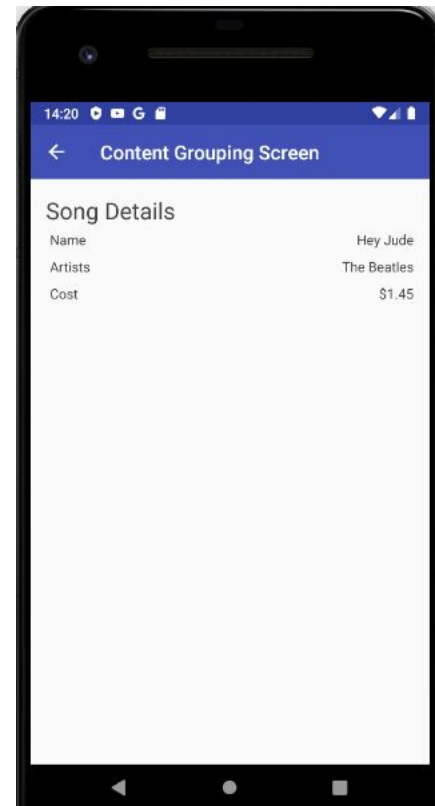 14:20 G
Content Grouping Screen
Song Details
Name Hey Jude
Artists The Beatles
Cost $1.45